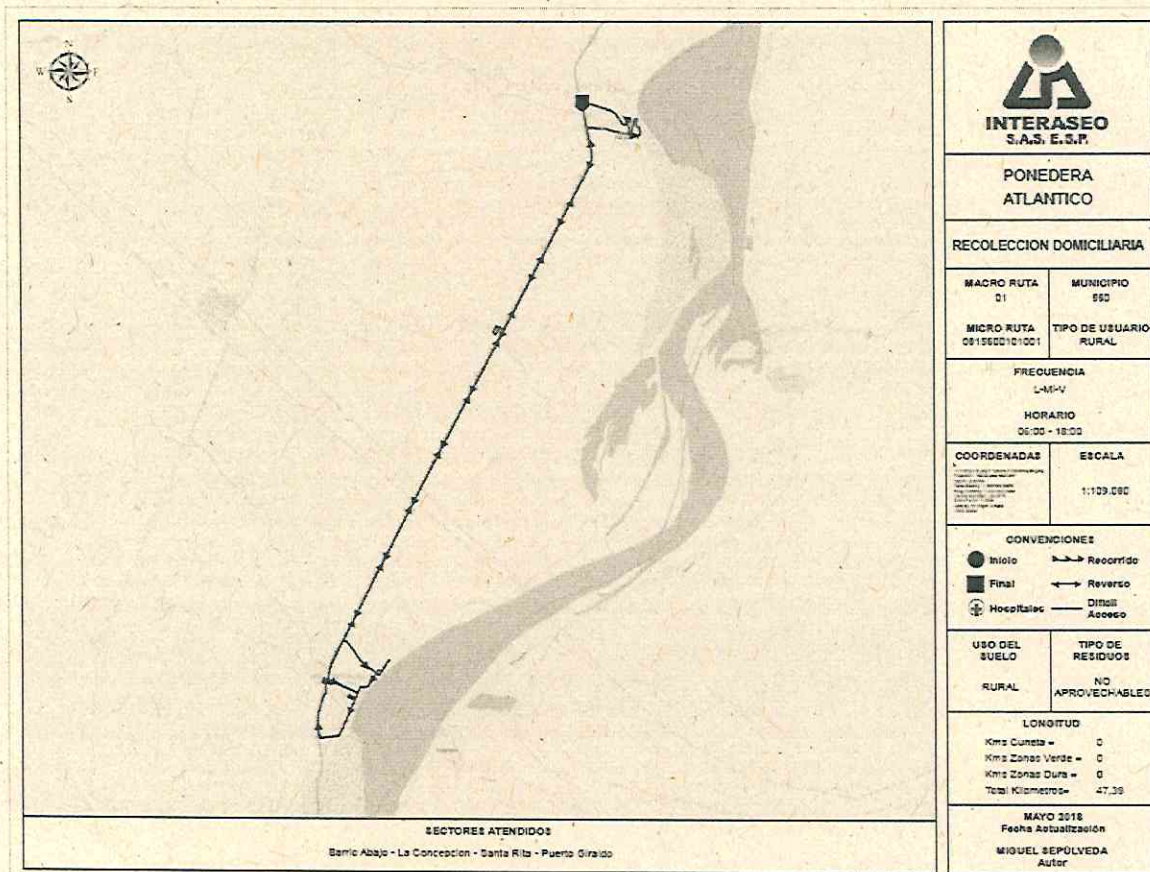 N
W E
S
INTERASEO
S.A.S. E.S.P.
PONEDERA
ATLANTICO
RECOLECCION DOMICILIARIA
MACRO RUTA
01
MUNICIPIO
560
MICRO RUTA
0815600101001
TIPO DE USUARIO
RURAL
FRECUENCIA
L-MI-V
HORARIO
06:00 - 18:00
COORDENADAS
ESCALA
1:109.080
CONVENCIONES
Inicio
Recorrido
Final
Reverso
Hospitales
Dificil
Acceso
USO DEL
SUELO
RURAL
TIPO DE
RESIDUOS
NO
APROVECHABLES
LONGITUD
Kms Cuneta = 0
Kms Zonas Verde = 0
Kms Zonas Dura = 0
Total Kilometros= 47,39
MAYO 2018
Fecha Actualización
MIGUEL SEPÚLVEDA
Autor
SECTORES ATENDIDOS
Barrio Abajo - La Concepcion - Santa Rita - Puerto Giraldo